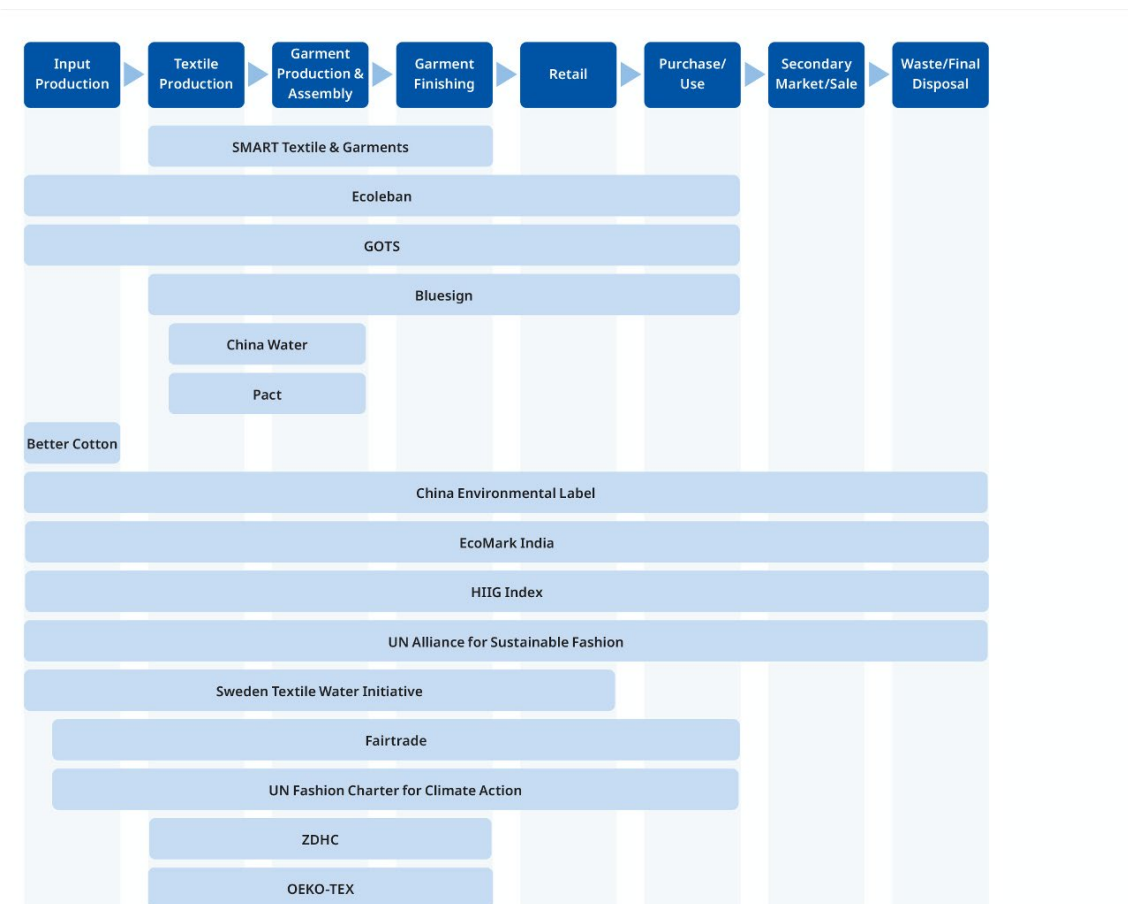 Input
Production
Textile
Production
Garment
Production &
Assembly
Garment
Finishing
Retail
Purchase/
Use
Secondary
Market/Sale
Waste/Final
Disposal
SMART Textile & Garments
Ecoleban
GOTS
Bluesign
China Water
Pact
Better Cotton
China Environmental Label
EcoMark India
HIIG Index
UN Alliance for Sustainable Fashion
Sweden Textile Water Initiative
Fairtrade
UN Fashion Charter for Climate Action
ZDHC
OEKO-TEX